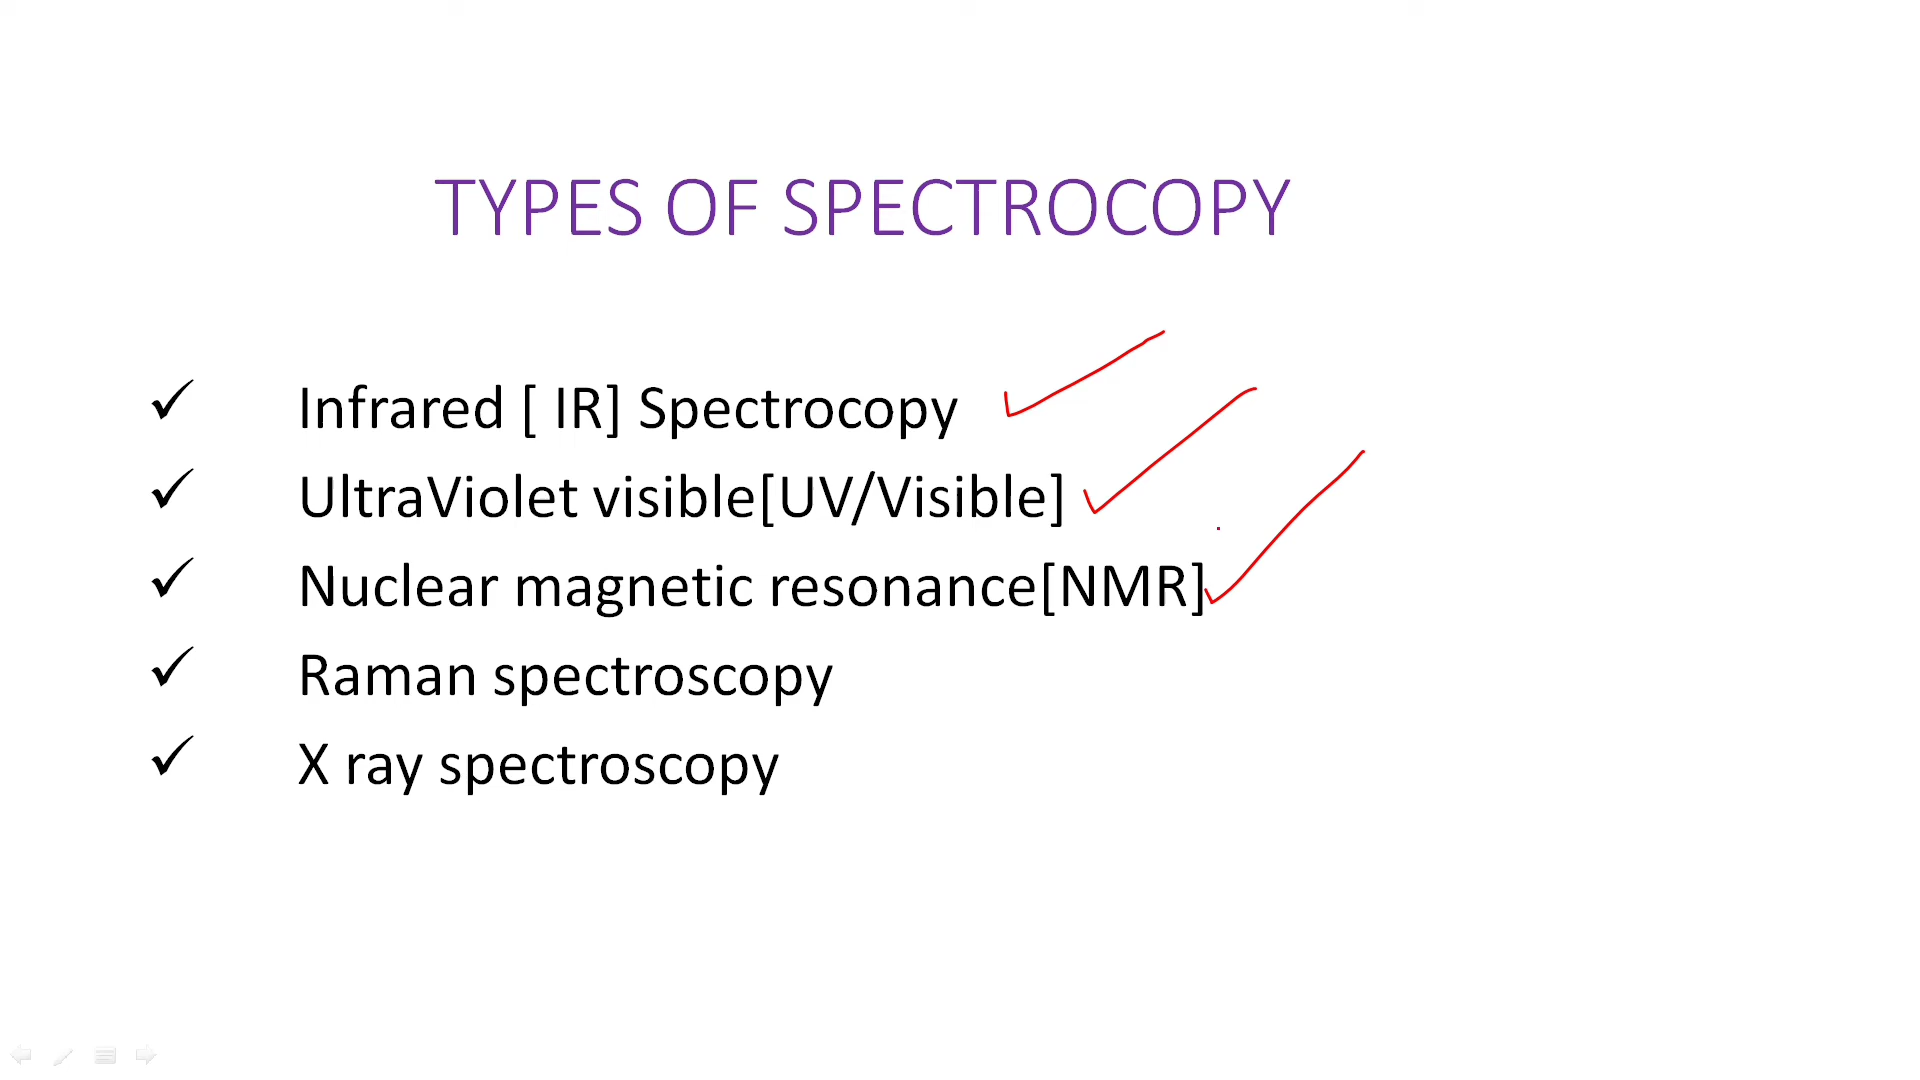 TYPES OF SPECTROCOPY
Infrared [ IR] Spectrocopy
UltraViolet visible[UV/Visible]
Nuclear magnetic resonance[NMR]
Raman spectroscopy
X ray spectroscopy